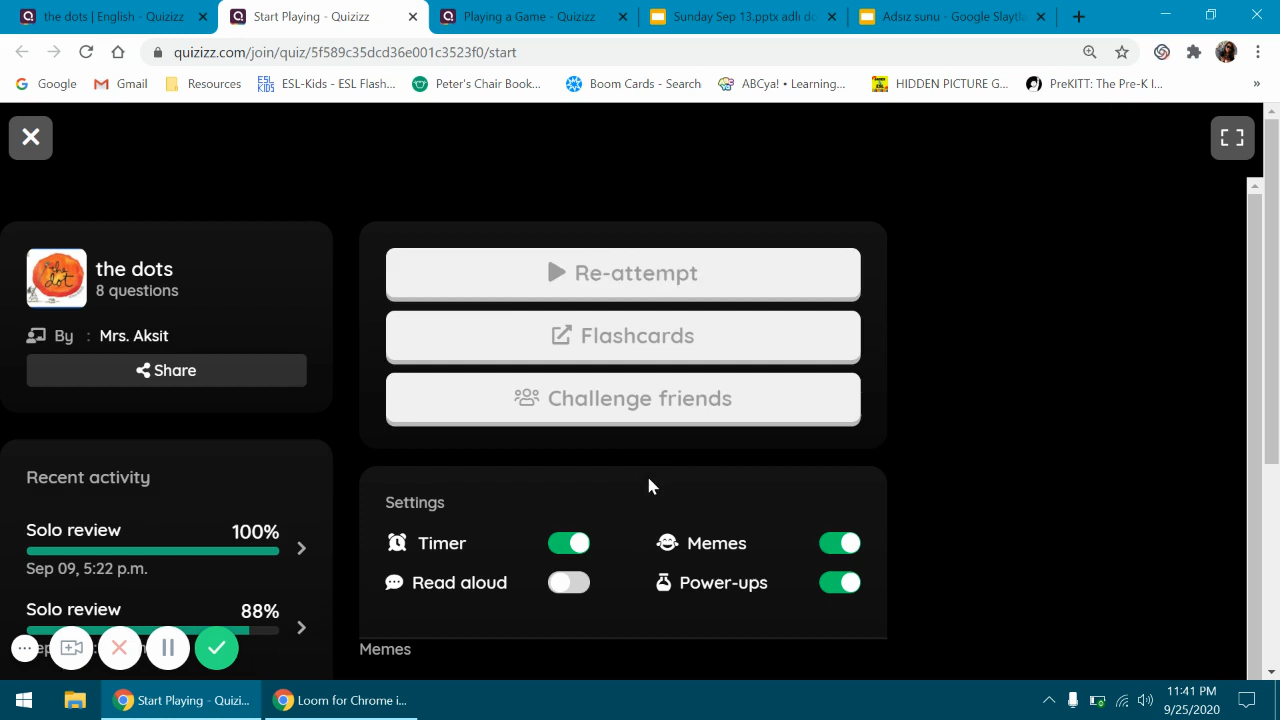 the dots | English - Quizizz
Start Playing - Quizizz
Playing a Game - Quizizz
Sunday Sep 13.pptx adlı do
Adsız sunu - Google Slaytla
quizizz.com/join/quiz/5f589c35dcd36e001c3523f0/start
Google
Gmail
Resources
ESL-Kids - ESL Flash...
Peter's Chair Book...
Boom Cards - Search
ABCya! • Learning...
HIDDEN PICTURE G...
PreKITT: The Pre-K I...
»
the dots
8 questions
By : Mrs. Aksit
Share
Re-attempt
Flashcards
Challenge friends
Recent activity
Solo review 100%
Sep 09, 5:22 p.m.
Solo review 88%
Settings
Timer
Memes
Read aloud
Power-ups
Memes
Start Playing - Quizi...
Loom for Chrome i...
11:41 PM
9/25/2020